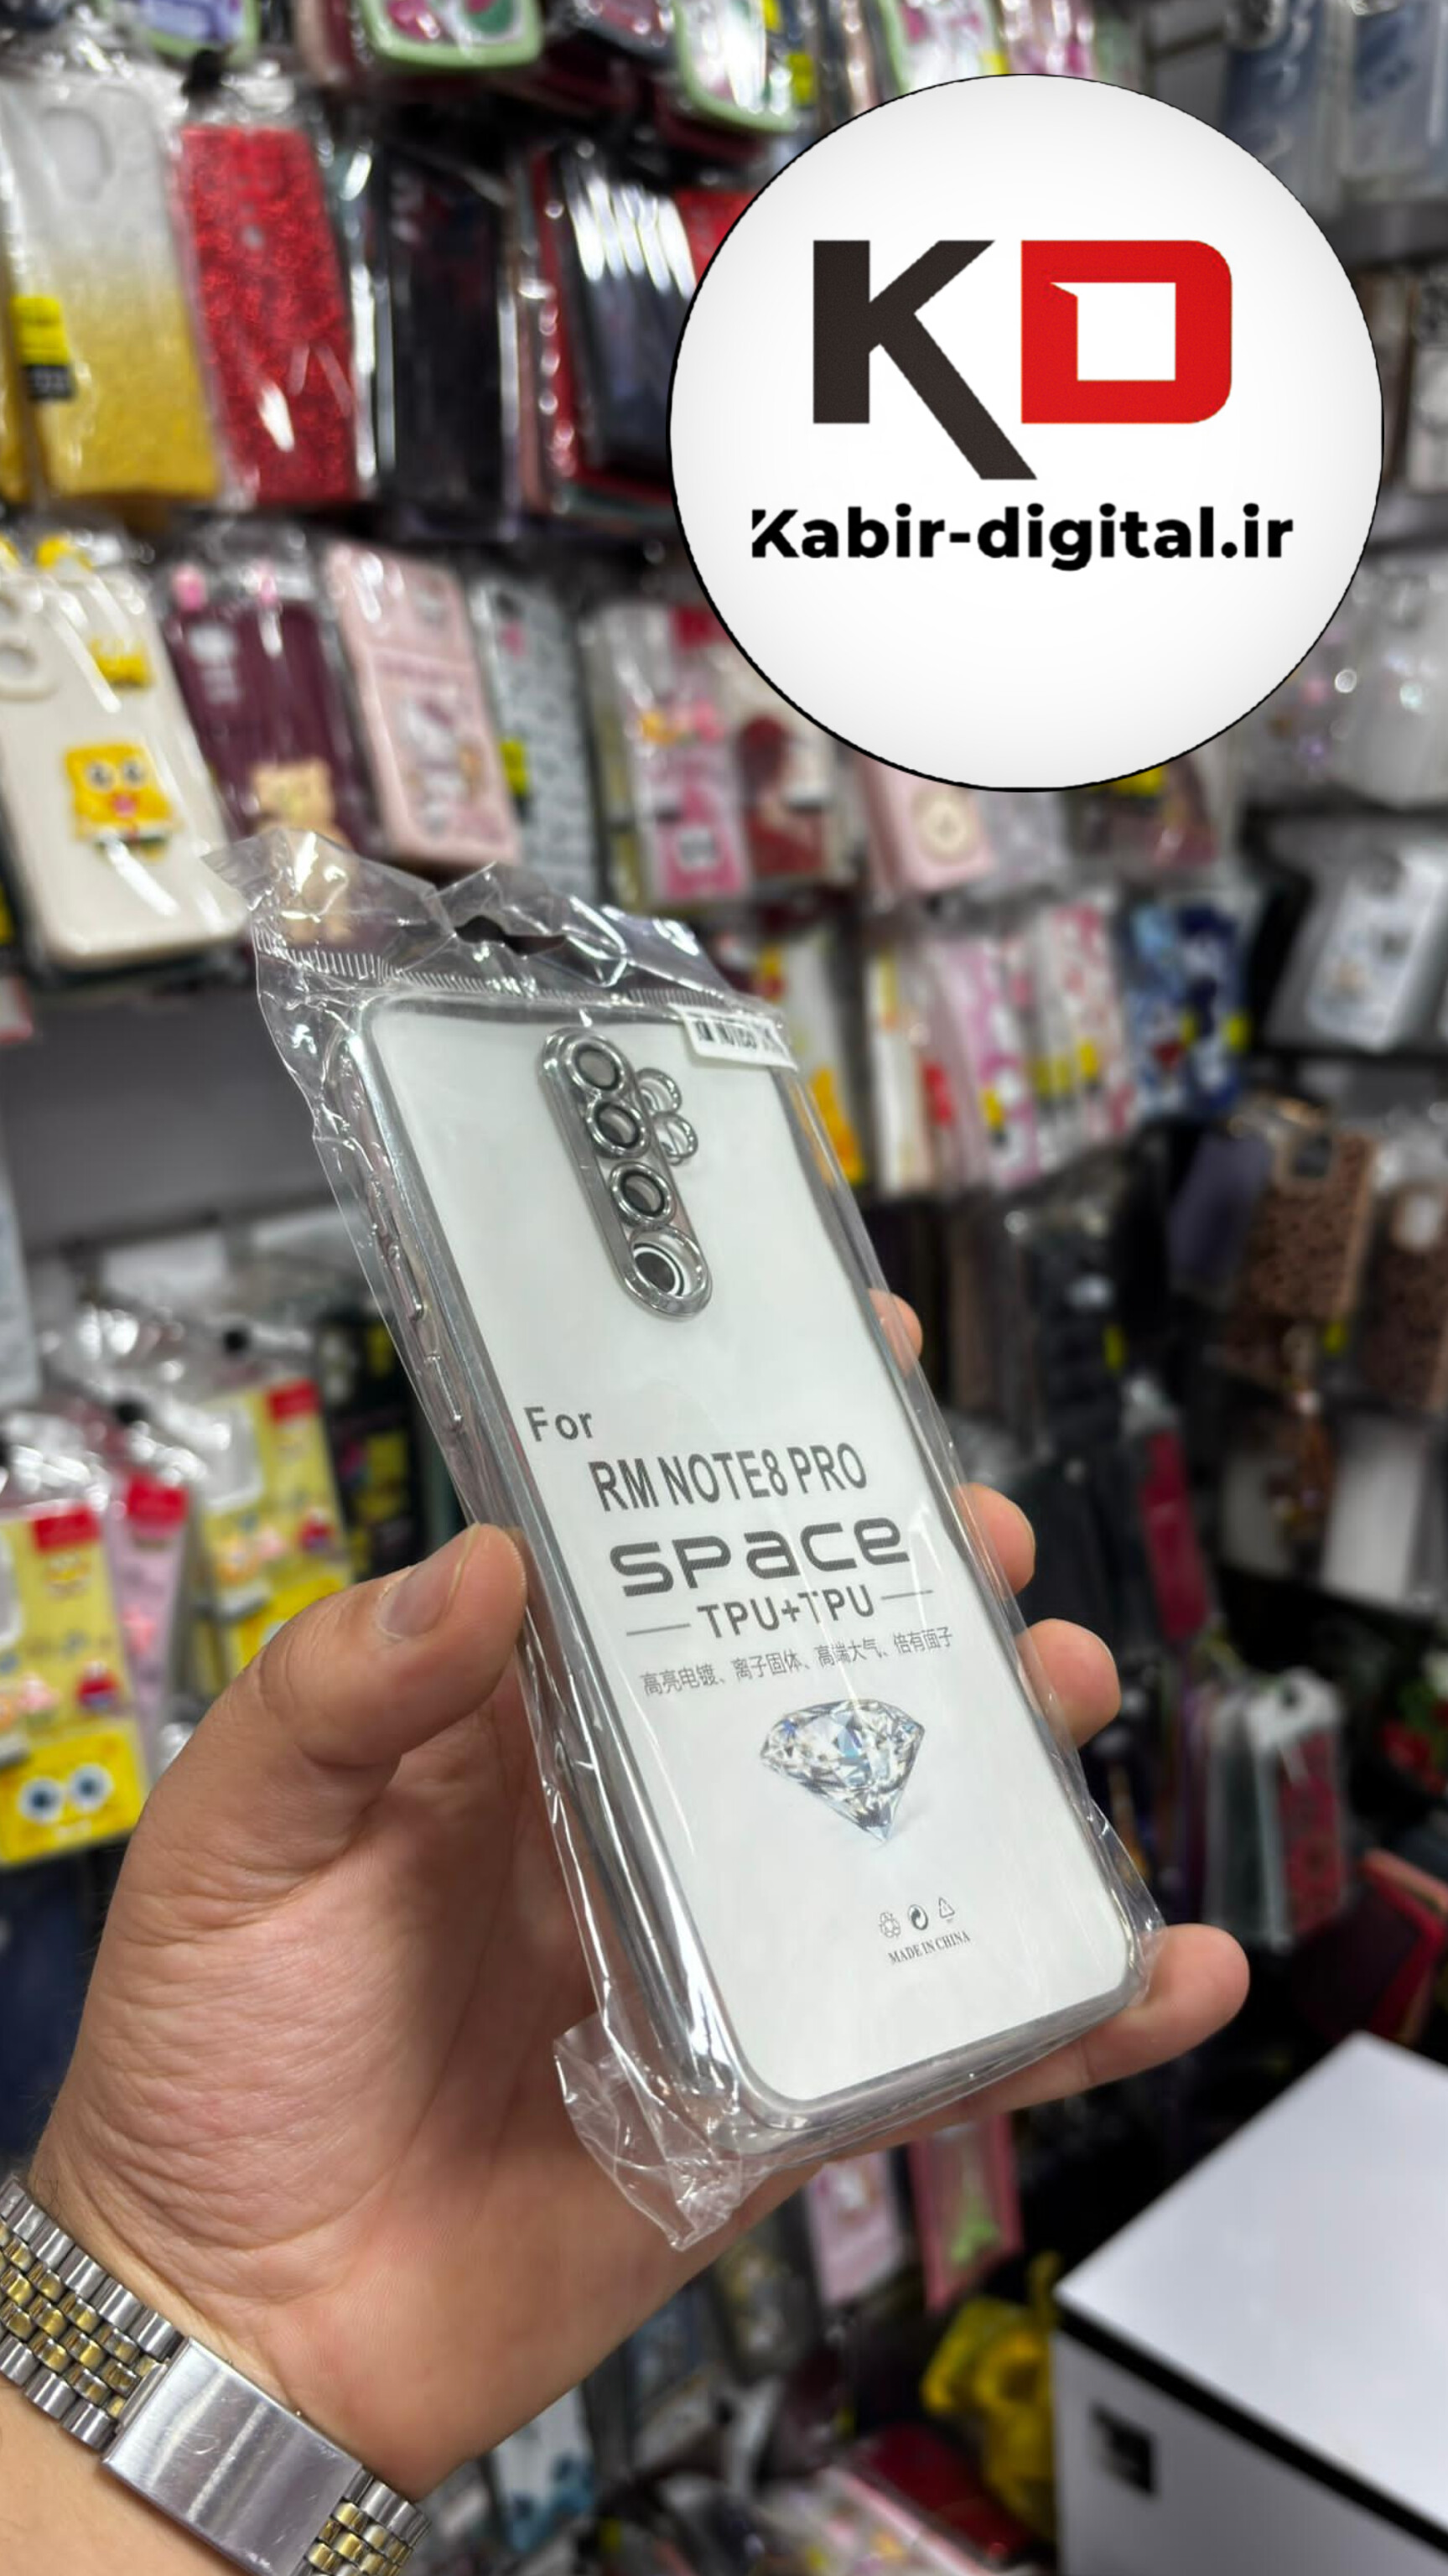 KD
Kabir-digital.ir
For
RM NOTE8 PRO
SPace
TPU+TPU
高亮电镀、离子固体、高端大气、倍有面子
MADE IN CHINA